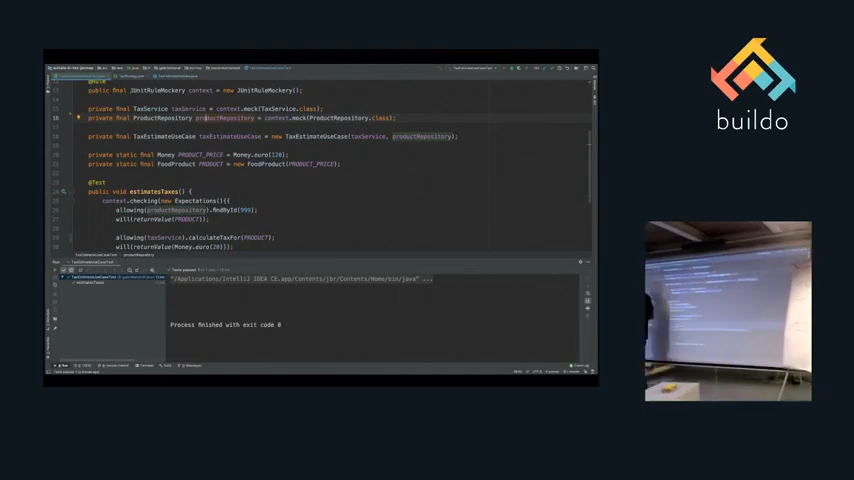 @Rule
public final JUnitRuleMockery context = new JUnitRuleMockery();
private final TaxService taxService = context.mock(TaxService.class);
private final ProductRepository productRepository = context.mock(ProductRepository.class);
private final TaxEstimateUseCase taxEstimateUseCase = new TaxEstimateUseCase(taxService, productRepository);
private static final Money PRODUCT_PRICE = Money.euro(120);
private static final FoodProduct PRODUCT = new FoodProduct(PRODUCT_PRICE);
@Test
public void estimatesTaxes() {
context.checking(new Expectations(){{
allowing(productRepository).findById(999);
will(returnValue(PRODUCT));
allowing(taxService).calculateTaxFor(PRODUCT);
will(returnValue(Money.euro(20)));
TaxEstimateUseCaseTest
productRepository
"/Applications/IntelliJ IDEA CE.app/Contents/jbr/Contents/Home/bin/java" ...
Process finished with exit code 0
buildo